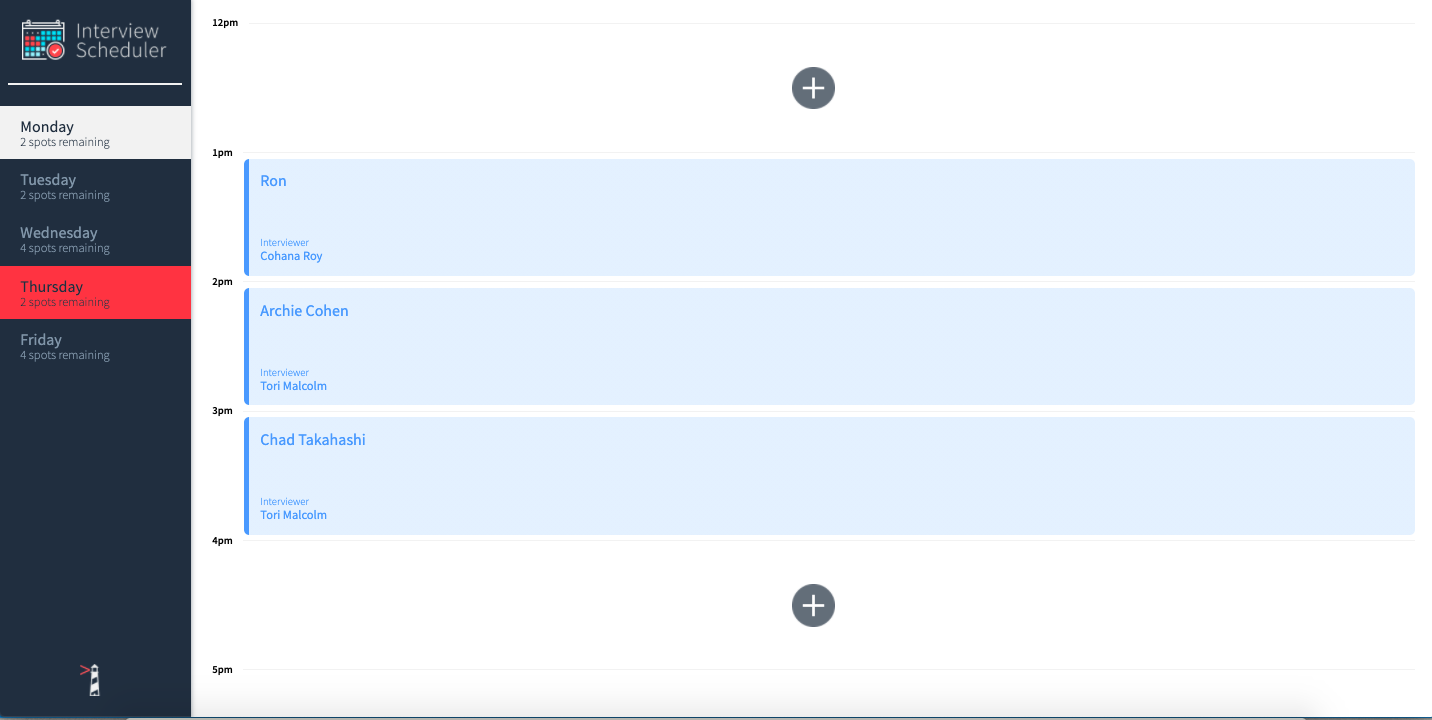 Interview
Scheduler
Monday
2 spots remaining
Tuesday
2 spots remaining
Wednesday
4 spots remaining
Thursday
2 spots remaining
Friday
4 spots remaining
12pm
1pm
Ron
Interviewer
Cohana Roy
2pm
Archie Cohen
Interviewer
Tori Malcolm
3pm
Chad Takahashi
Interviewer
Tori Malcolm
4pm
5pm